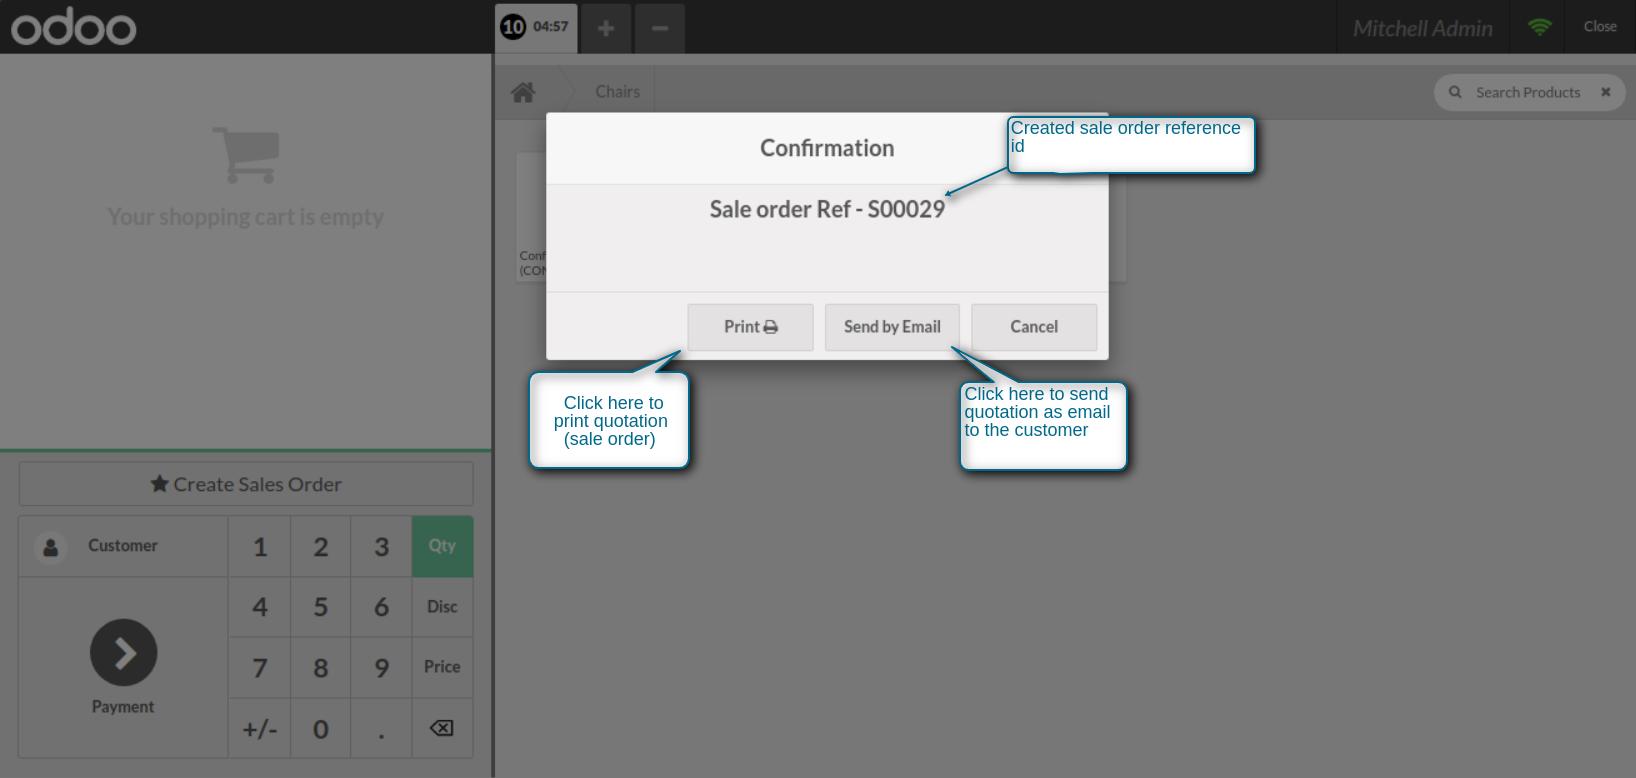 odoo
10 04:57
+
−
Mitchell Admin
Close
Chairs
Search Products
Your shopping cart is empty
Confirmation
Created sale order reference
id
Sale order Ref - S00029
Print
Send by Email
Cancel
Click here to
print quotation
(sale order)
Click here to send
quotation as email
to the customer
Create Sales Order
Customer
1 2 3 Qty
4 5 6 Disc
7 8 9 Price
+/- 0 .
Payment